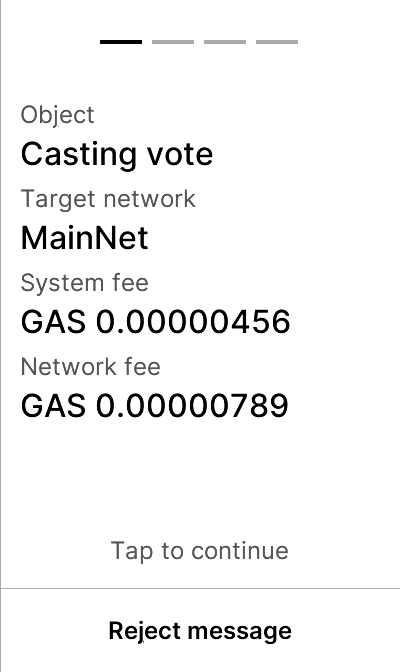 Object
Casting vote
Target network
MainNet
System fee
GAS 0.00000456
Network fee
GAS 0.00000789
Tap to continue
Reject message